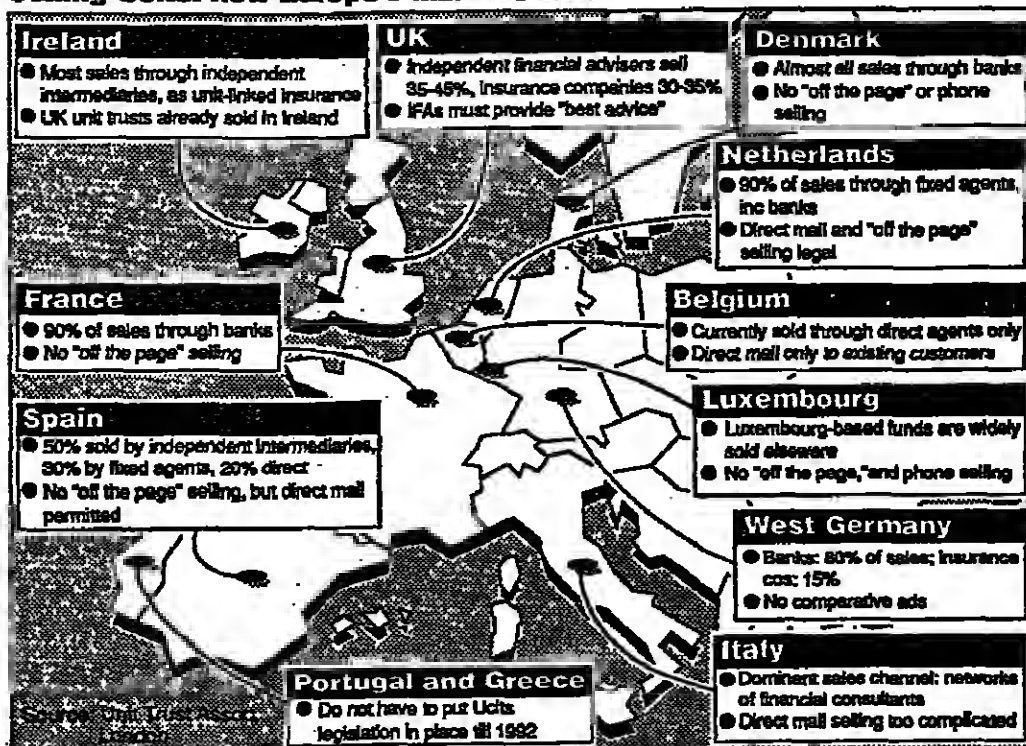 Ireland
● Most sales through independent
intermediaries, as unit-linked insurance
● UK unit trusts already sold in Ireland
UK
● Independent financial advisers sell
35-45%, insurance companies 30-35%
● IFAs must provide "best advice"
Denmark
● Almost all sales through banks
● No "off the page" or phone
selling
Netherlands
● 90% of sales through fixed agents,
inc banks
● Direct mail and "off the page"
selling legal
France
● 90% of sales through banks
● No "off the page" selling
Belgium
● Currently sold through direct agents only
● Direct mail only to existing customers
Spain
● 50% sold by independent intermediaries,
30% by fixed agents, 20% direct
● No "off the page" selling, but direct mail
permitted
Luxembourg
● Luxembourg-based funds are widely
sold elseware
● No "off the page," and phone selling
West Germany
● Banks: 80% of sales; insurance
cos: 15%
● No comparative ads
Portugal and Greece
● Do not have to put Ucits
legislation in place till 1992
Italy
● Dominent sales channel: networks
of financial consultants
● Direct mail selling too complicated
Source: Unit Trust Assoc.
London